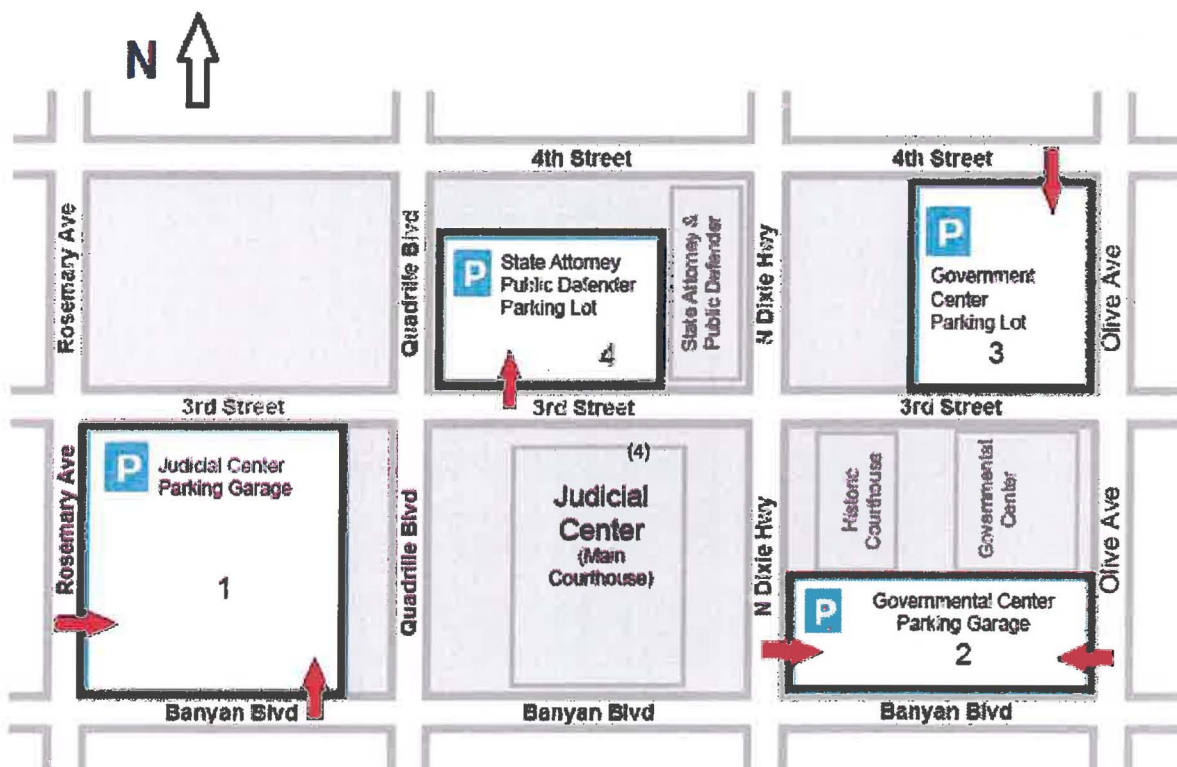 N
4th Street
4th Street
Rosemary Ave
Quadrille Blvd
P
State Attorney
Public Defender
Parking Lot
4
State Attorney &
Public Defender
N Dixie Hwy
P
Government
Center
Parking Lot
3
Olive Ave
3rd Street
3rd Street
3rd Street
Rosemary Ave
P
Judicial Center
Parking Garage
1
Quadrille Blvd
(4)
Judicial
Center
(Main
Courthouse)
N Dixie Hwy
Historic
Courthouse
Governmental
Center
Olive Ave
P
Governmental Center
Parking Garage
2
Banyan Blvd
Banyan Blvd
Banyan Blvd